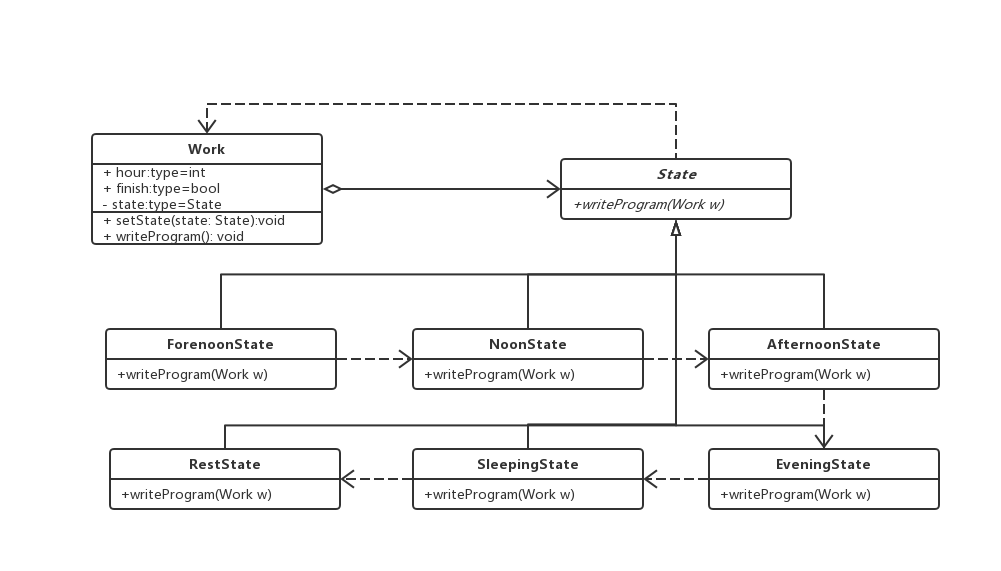 Work
+ hour:type=int
+ finish:type=bool
- state:type=State
+ setState(state: State):void
+ writeProgram(): void
State
+writeProgram(Work w)
ForenoonState
+writeProgram(Work w)
NoonState
+writeProgram(Work w)
AfternoonState
+writeProgram(Work w)
RestState
+writeProgram(Work w)
SleepingState
+writeProgram(Work w)
EveningState
+writeProgram(Work w)